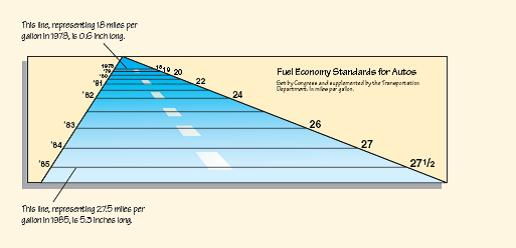 This line, representing 18 miles per
gallon in 1978, is 0.6 inch long.
Fuel Economy Standards for Autos
Set by Congress and supplemented by the Transportation
Department. In miles per gallon.
1978 18
'79 19
'80 20
'81 22
'82 24
'83 26
'84 27
'85 27 1/2
This line, representing 27.5 miles per
gallon in 1985, is 5.3 inches long.